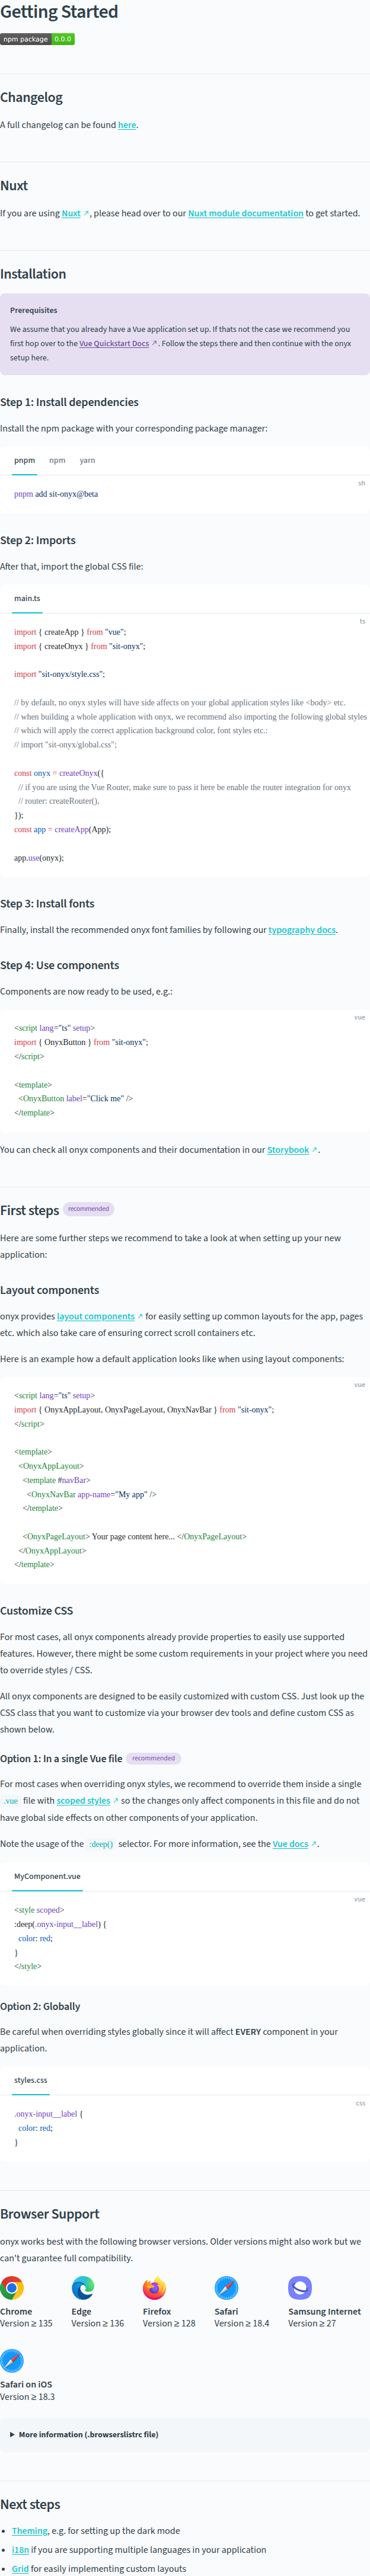 Getting Started
npm package 0.0.0
Changelog
A full changelog can be found here.
Nuxt
If you are using Nuxt ↗, please head over to our Nuxt module documentation to get started.
Installation
Prerequisites
We assume that you already have a Vue application set up. If thats not the case we recommend you
first hop over to the Vue Quickstart Docs ↗. Follow the steps there and then continue with the onyx
setup here.
Step 1: Install dependencies
Install the npm package with your corresponding package manager:
pnpm npm yarn
sh
pnpm add sit-onyx@beta
Step 2: Imports
After that, import the global CSS file:
main.ts
ts
import { createApp } from "vue";
import { createOnyx } from "sit-onyx";
import "sit-onyx/style.css";
// by default, no onyx styles will have side affects on your global application styles like <body> etc.
// when building a whole application with onyx, we recommend also importing the following global styles
// which will apply the correct application background color, font styles etc.:
// import "sit-onyx/global.css";
const onyx = createOnyx({
// if you are using the Vue Router, make sure to pass it here be enable the router integration for onyx
// router: createRouter(),
});
const app = createApp(App);
app.use(onyx);
Step 3: Install fonts
Finally, install the recommended onyx font families by following our typography docs.
Step 4: Use components
Components are now ready to be used, e.g.:
vue
<script lang="ts" setup>
import { OnyxButton } from "sit-onyx";
</script>
<template>
<OnyxButton label="Click me" />
</template>
You can check all onyx components and their documentation in our Storybook ↗.
First steps recommended
Here are some further steps we recommend to take a look at when setting up your new
application:
Layout components
onyx provides layout components ↗ for easily setting up common layouts for the app, pages
etc. which also take care of ensuring correct scroll containers etc.
Here is an example how a default application looks like when using layout components:
vue
<script lang="ts" setup>
import { OnyxAppLayout, OnyxPageLayout, OnyxNavBar } from "sit-onyx";
</script>
<template>
<OnyxAppLayout>
<template #navBar>
<OnyxNavBar app-name="My app" />
</template>
<OnyxPageLayout> Your page content here... </OnyxPageLayout>
</OnyxAppLayout>
</template>
Customize CSS
For most cases, all onyx components already provide properties to easily use supported
features. However, there might be some custom requirements in your project where you need
to override styles / CSS.
All onyx components are designed to be easily customized with custom CSS. Just look up the
CSS class that you want to customize via your browser dev tools and define custom CSS as
shown below.
Option 1: In a single Vue file recommended
For most cases when overriding onyx styles, we recommend to override them inside a single
.vue file with scoped styles ↗ so the changes only affect components in this file and do not
have global side effects on other components of your application.
Note the usage of the :deep() selector. For more information, see the Vue docs ↗.
MyComponent.vue
vue
<style scoped>
:deep(.onyx-input__label) {
color: red;
}
</style>
Option 2: Globally
Be careful when overriding styles globally since it will affect EVERY component in your
application.
styles.css
css
.onyx-input__label {
color: red;
}
Browser Support
onyx works best with the following browser versions. Older versions might also work but we
can't guarantee full compatibility.
Chrome
Version ≥ 135
Edge
Version ≥ 136
Firefox
Version ≥ 128
Safari
Version ≥ 18.4
Samsung Internet
Version ≥ 27
Safari on iOS
Version ≥ 18.3
▶ More information (.browserslistrc file)
Next steps
• Theming, e.g. for setting up the dark mode
• i18n if you are supporting multiple languages in your application
• Grid for easily implementing custom layouts